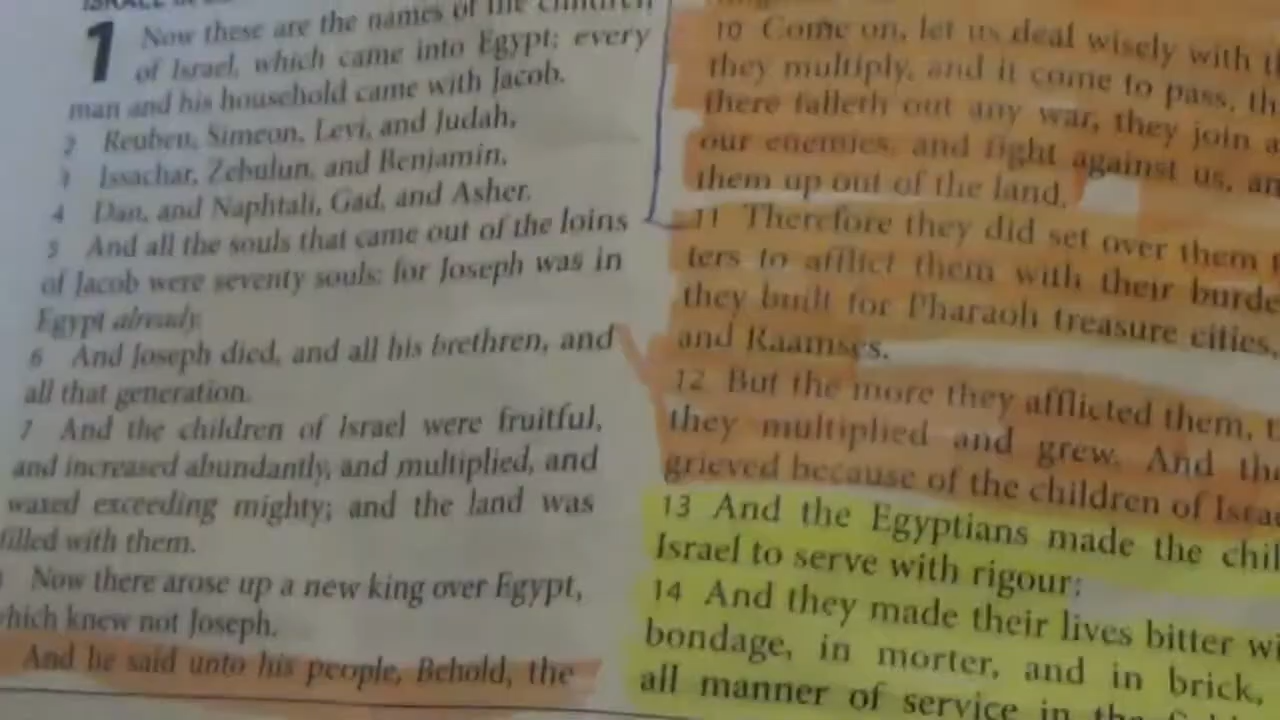 1 Now these are the names of the children
of Israel, which came into Egypt; every
man and his household came with Jacob.
2 Reuben, Simeon, Levi, and Judah,
3 Issachar, Zebulun, and Benjamin,
4 Dan, and Naphtali, Gad, and Asher.
5 And all the souls that came out of the loins
of Jacob were seventy souls: for Joseph was in
Egypt already.
6 And Joseph died, and all his brethren, and
all that generation.
7 And the children of Israel were fruitful,
and increased abundantly, and multiplied, and
waxed exceeding mighty; and the land was
filled with them.
Now there arose up a new king over Egypt,
which knew not Joseph.
And he said unto his people, Behold, the
10 Come on, let us deal wisely with
they multiply, and it come to pass,
there falleth out any war, they join
our enemies, and fight against us,
them up out of the land.
11 Therefore they did set over them
ters to afflict them with their
they built for Pharaoh treasure cities,
and Raamses.
12 But the more they afflicted them,
they multiplied and grew. And
grieved because of the children of
13 And the Egyptians made the
Israel to serve with rigour:
14 And they made their lives bitter
bondage, in morter, and in brick,
all manner of service in the